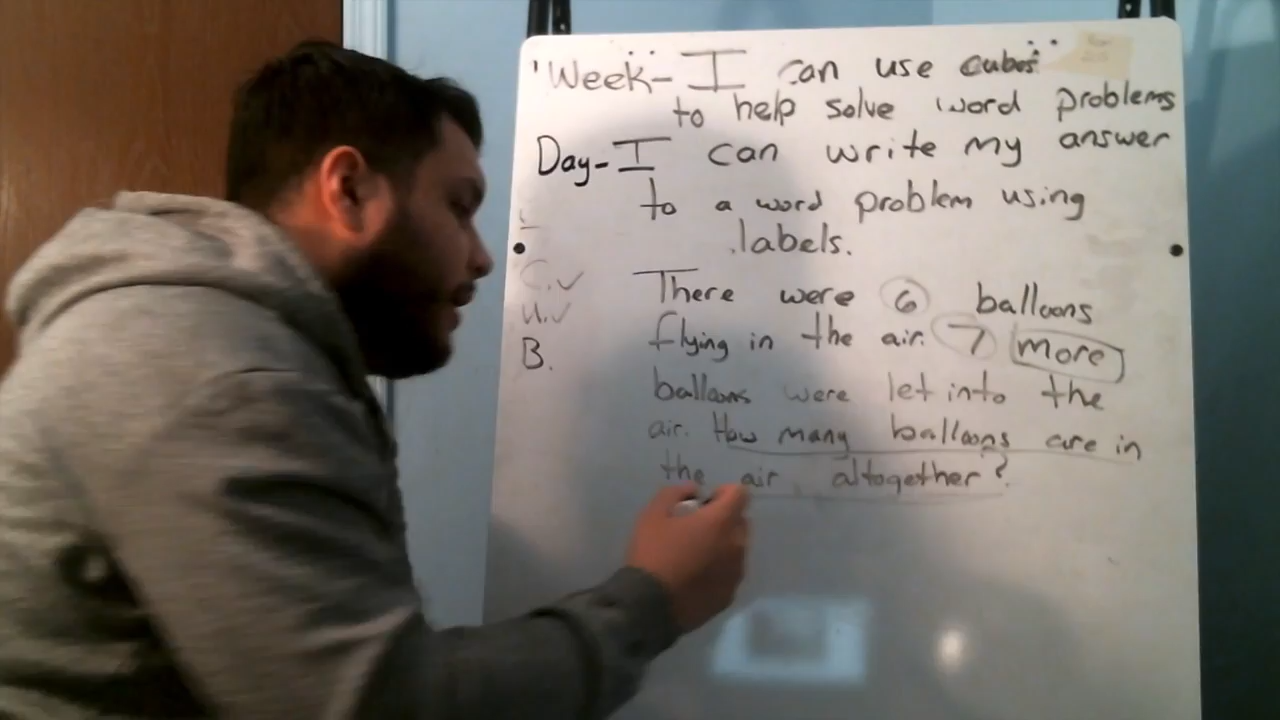 Week- I can use cubes
to help solve word problems
Day- I can write my answer
to a word problem using
labels.
C. ✓
U. ✓
B.
There were 6 balloons
flying in the air. 7 more
balloons were let into the
air. How many balloons are in
the air altogether?